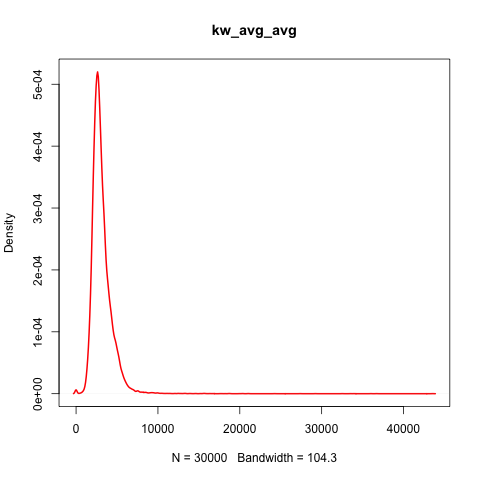 kw_avg_avg
Density
5e-04
4e-04
3e-04
2e-04
1e-04
0e+00
0 10000 20000 30000 40000
N = 30000 Bandwidth = 104.3